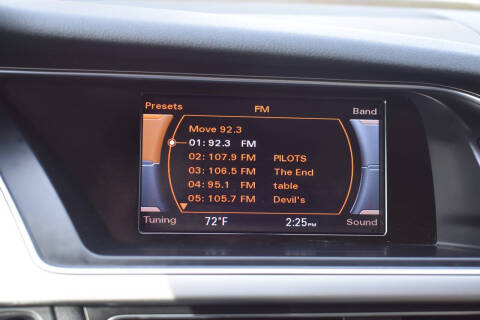 Presets FM Band
Move 92.3
01: 92.3 FM
02: 107.9 FM PILOTS
03: 106.5 FM The End
04: 95.1 FM table
05: 105.7 FM Devil's
Tuning 72°F 2:25PM Sound